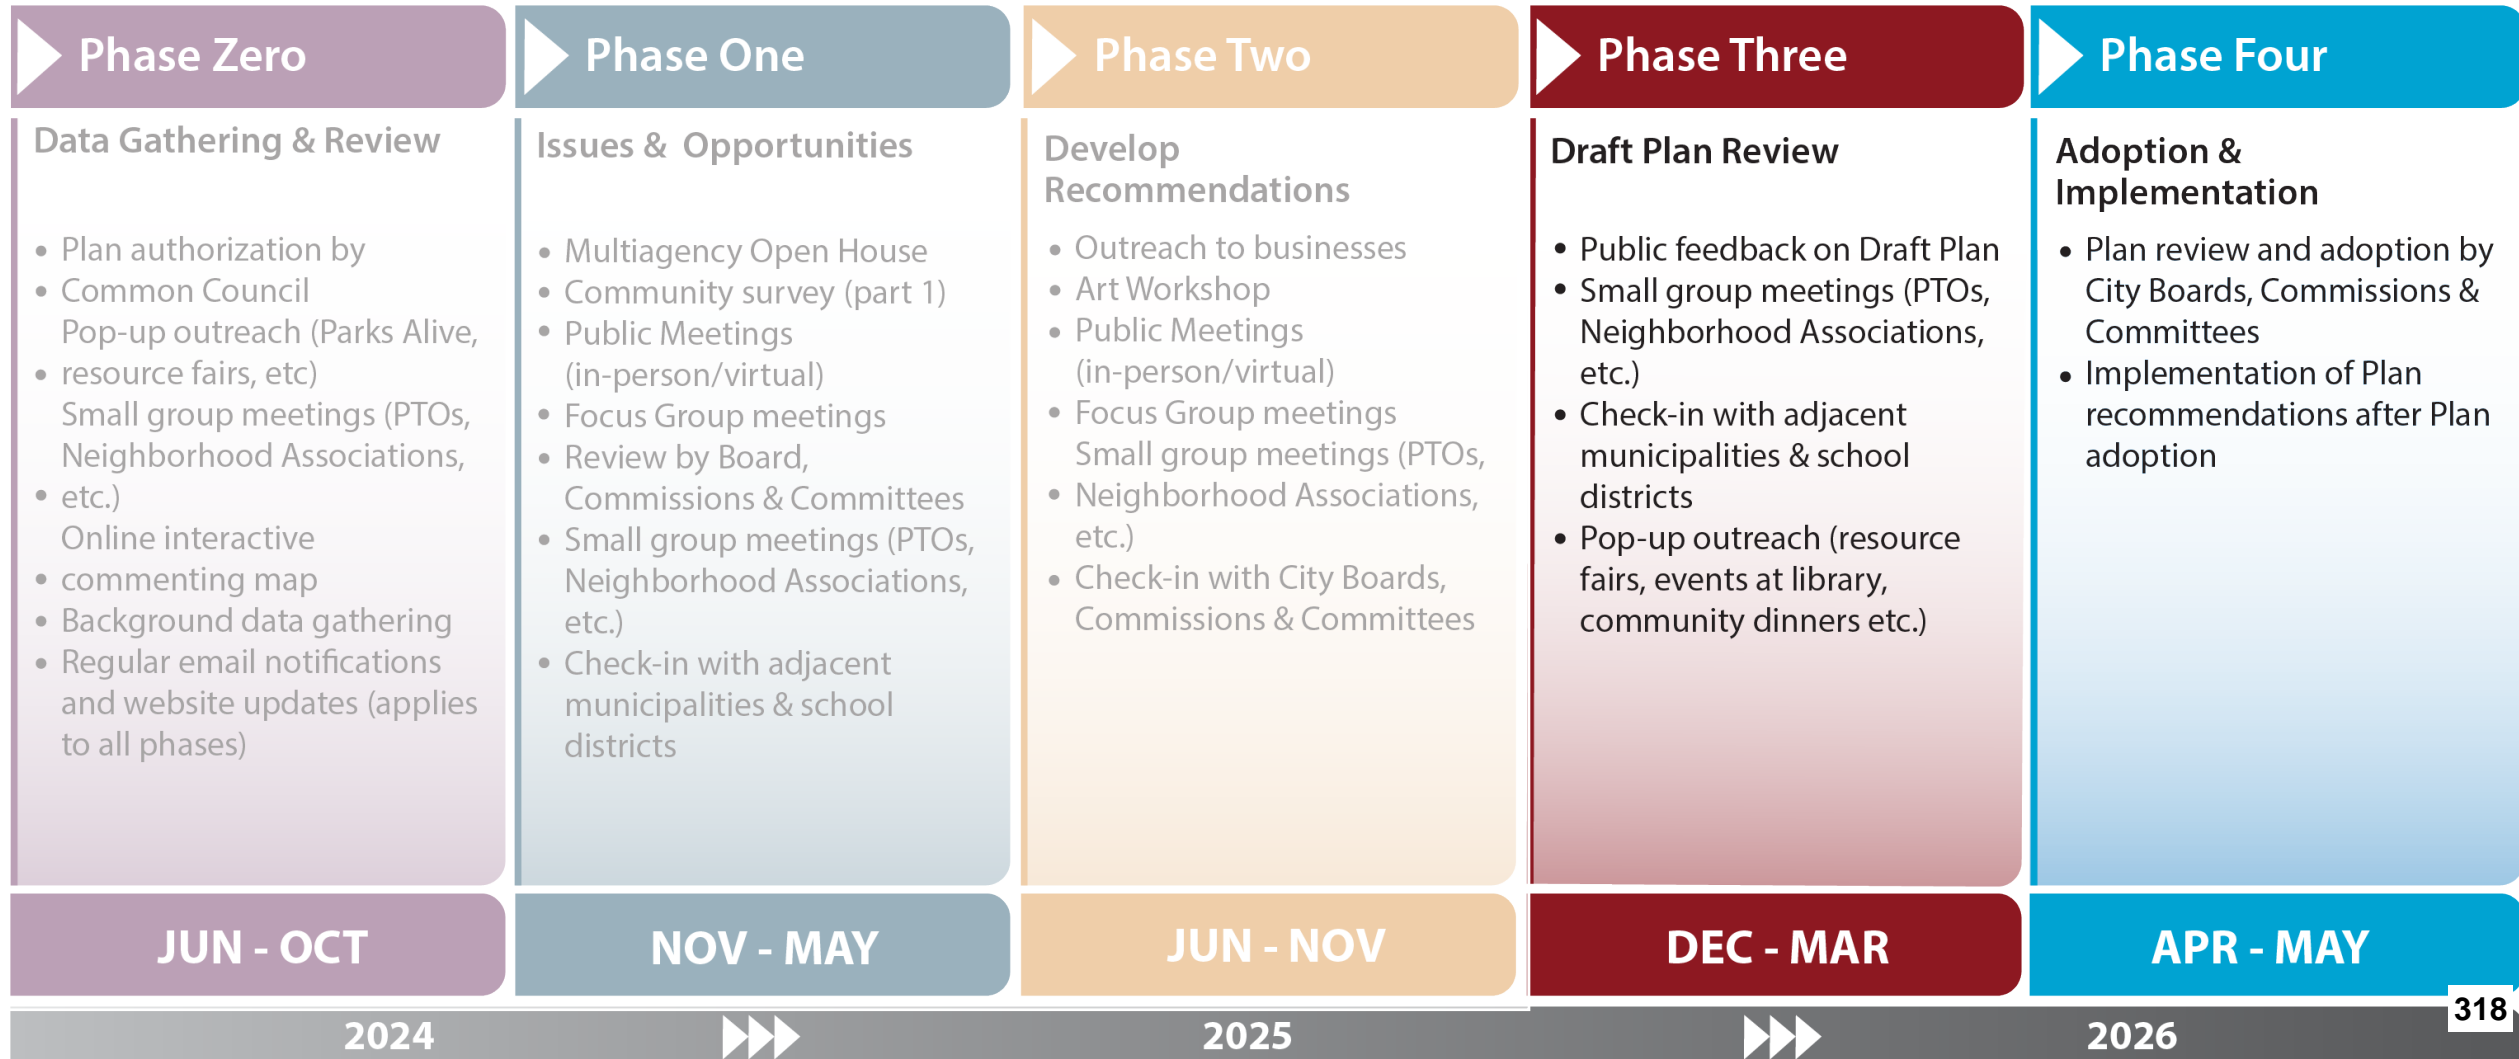 Phase Zero
Data Gathering & Review
• Plan authorization by
• Common Council
Pop-up outreach (Parks Alive,
• resource fairs, etc)
Small group meetings (PTOs,
Neighborhood Associations,
• etc.)
Online interactive
• commenting map
• Background data gathering
• Regular email notifications
and website updates (applies
to all phases)
JUN - OCT
Phase One
Issues & Opportunities
• Multiagency Open House
• Community survey (part 1)
• Public Meetings
(in-person/virtual)
• Focus Group meetings
• Review by Board,
Commissions & Committees
• Small group meetings (PTOs,
Neighborhood Associations,
etc.)
• Check-in with adjacent
municipalities & school
districts
NOV - MAY
Phase Two
Develop
Recommendations
• Outreach to businesses
• Art Workshop
• Public Meetings
(in-person/virtual)
• Focus Group meetings
Small group meetings (PTOs,
• Neighborhood Associations,
etc.)
• Check-in with City Boards,
Commissions & Committees
JUN - NOV
Phase Three
Draft Plan Review
• Public feedback on Draft Plan
• Small group meetings (PTOs,
Neighborhood Associations,
etc.)
• Check-in with adjacent
municipalities & school
districts
• Pop-up outreach (resource
fairs, events at library,
community dinners etc.)
DEC - MAR
Phase Four
Adoption &
Implementation
• Plan review and adoption by
City Boards, Commissions &
Committees
• Implementation of Plan
recommendations after Plan
adoption
APR - MAY
2024
2025
2026
318